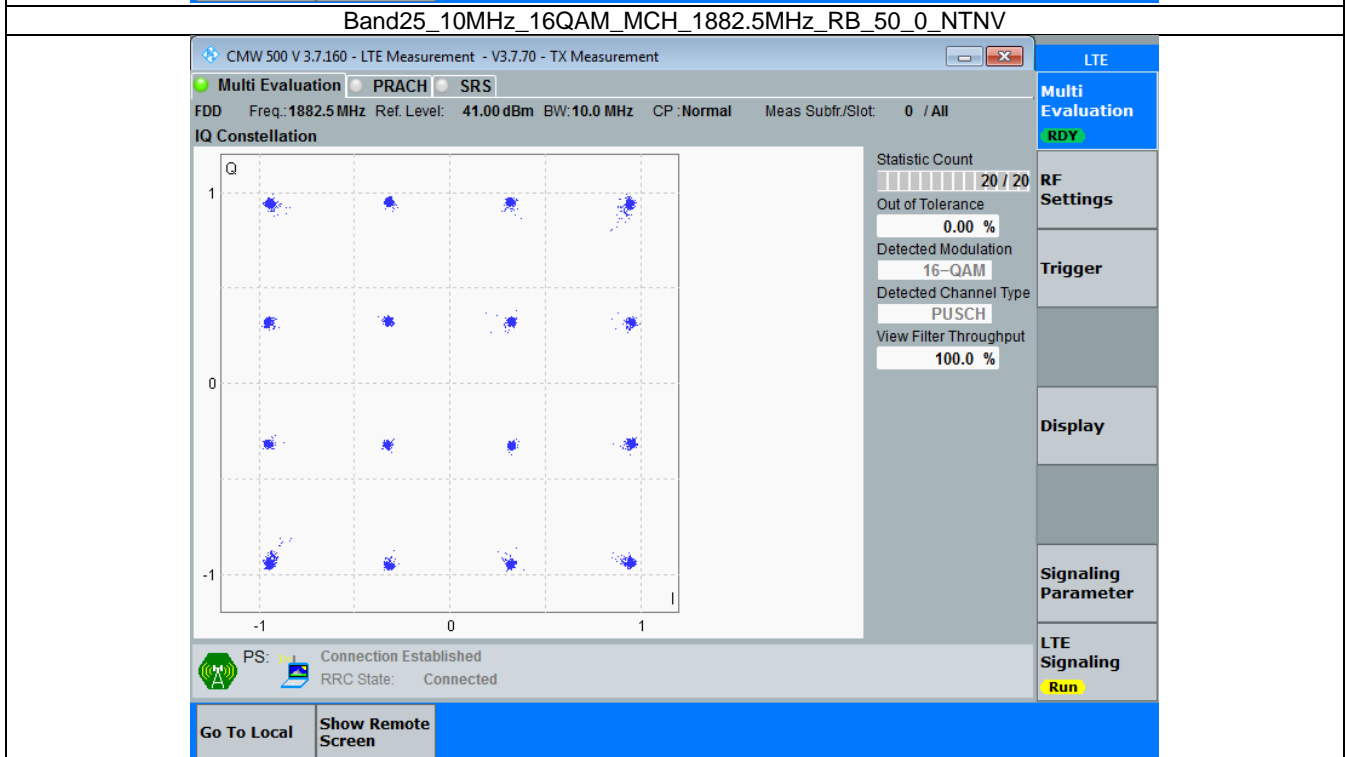 Band25_10MHz_16QAM_MCH_1882.5MHz_RB_50_0_NTNV
CMW 500 V 3.7.160 - LTE Measurement - V3.7.70 - TX Measurement
LTE
Multi Evaluation PRACH SRS
Multi
Evaluation
RDY
FDD Freq.:1882.5 MHz Ref. Level: 41.00 dBm BW:10.0 MHz CP :Normal Meas Subfr./Slot: 0 / All
IQ Constellation
Q
1
0
-1
-1 0 1
I
Statistic Count
20 / 20
Out of Tolerance
0.00 %
Detected Modulation
16-QAM
Detected Channel Type
PUSCH
View Filter Throughput
100.0 %
RF
Settings
Trigger
Display
Signaling
Parameter
LTE
Signaling
Run
PS: Connection Established
RRC State: Connected
Go To Local
Show Remote
Screen